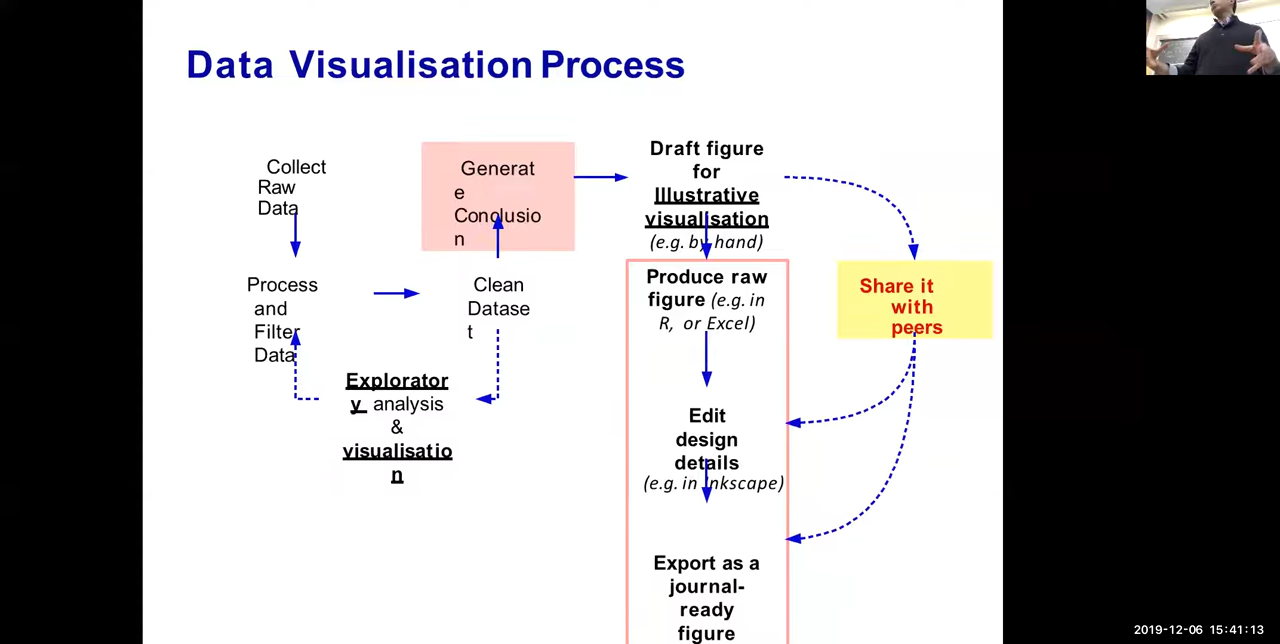 Data Visualisation Process
Collect
Raw
Data
Process
and
Filter
Data
Explorator
y analysis
&
visualisatio
n
Clean
Datase
t
Generat
e
Conclusio
n
Draft figure
for
Illustrative
visualisation
(e.g. by hand)
Produce raw
figure (e.g. in
R, or Excel)
Edit
design
details
(e.g. in Inkscape)
Export as a
journal-
ready
figure
Share it
with
peers
2019-12-06 15:41:13